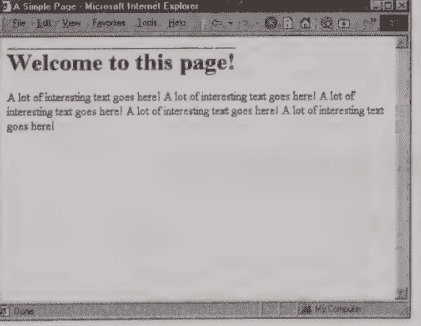 A Simple Page - Microsoft Internet Explorer
File Edit View Favorites Tools Help
Welcome to this page!
A lot of interesting text goes here! A lot of interesting text goes here! A lot of
interesting text goes here! A lot of interesting text goes here! A lot of interesting text
goes here!
Done My Computer